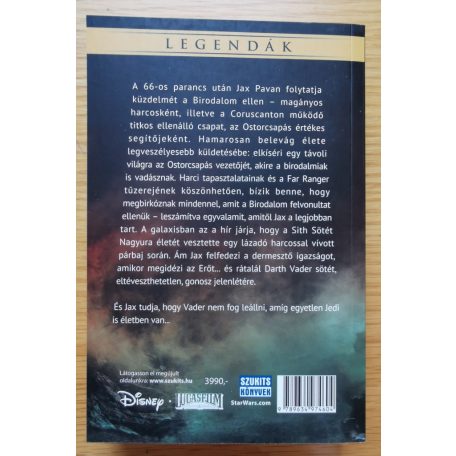 LEGENDÁK
A 66-os parancs után Jax Pavan folytatja
küzdelmét a Birodalom ellen – magányos
harcosként, illetve a Coruscanton működő
titkos ellenálló csapat, az Ostorcsapás értékes
segítőjeként. Hamarosan belevág élete
legveszélyesebb küldetésébe: elkíséri egy távoli
világra az Ostorcsapás vezetőjét, akire a birodalmiak
is vadásznak. Harci tapasztalatainak és a Far Ranger
tűzerejének köszönhetően, bízik benne, hogy
megbirkóznak mindennel, amit a Birodalom felvonultat
ellenük – leszámítva egyvalamit, amitől Jax a legjobban
tart. A galaxisban az a hír járja, hogy a Sith Sötét
Nagyura életét vesztette egy lázadó harcossal vívott
párbaj során. Ám Jax felfedezi a dermesztő igazságot,
amikor megidézi az Erőt... és rátalál Darth Vader sötét,
eltéveszthetetlen, gonosz jelenlétére.
És Jax tudja, hogy Vader nem fog leállni, amíg egyetlen Jedi
is életben van...
Látogasson el megújult
oldalunkra: www.szukits.hu
3990,-
SZUKITS
KÖNYVEK
StarWars.com
DISNEY · LUCASFILM